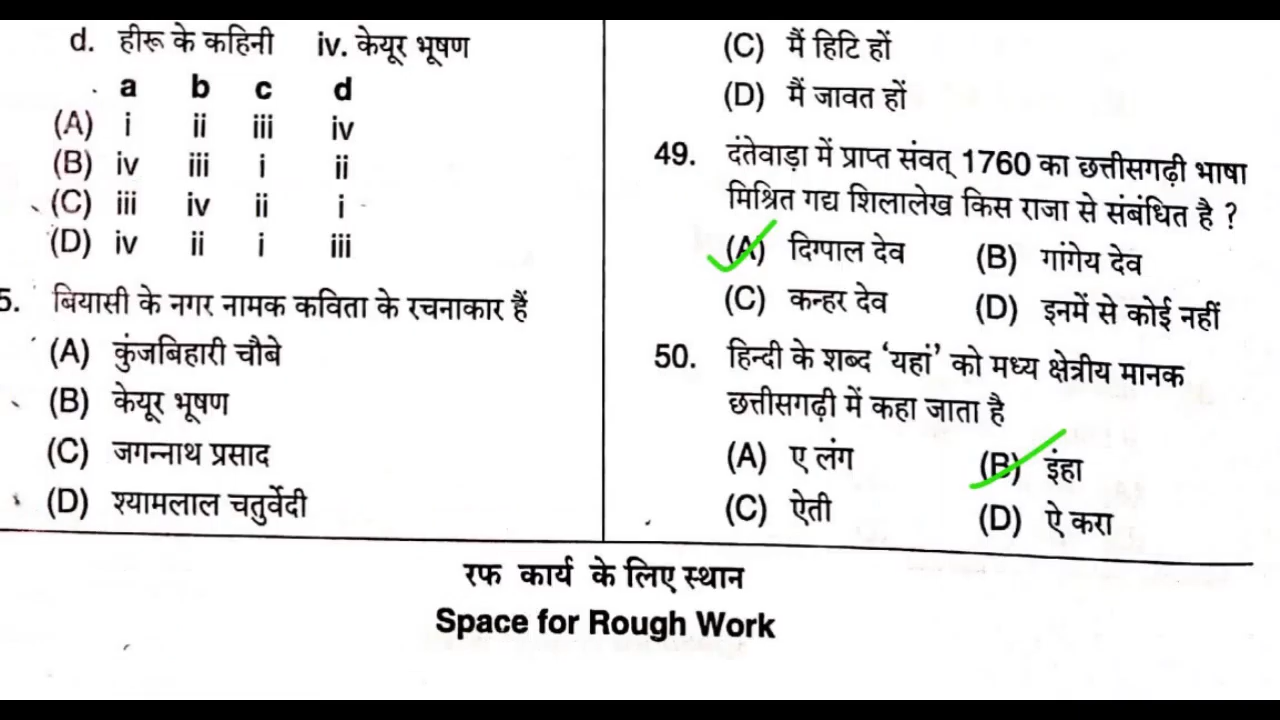 d. हीरू के कहिनी iv. केयूर भूषण
a b c d
(A) i ii iii iv
(B) iv iii i ii
(C) iii iv ii i
(D) iv ii i iii
5. बियासी के नगर नामक कविता के रचनाकार हैं
(A) कुंजबिहारी चौबे
(B) केयूर भूषण
(C) जगन्नाथ प्रसाद
(D) श्यामलाल चतुर्वेदी
(C) मैं हिटि हों
(D) मैं जावत हों
49. दंतेवाड़ा में प्राप्त संवत् 1760 का छत्तीसगढ़ी भाषा
मिश्रित गद्य शिलालेख किस राजा से संबंधित है ?
(A) दिग्पाल देव (B) गांगेय देव
(C) कन्हर देव (D) इनमें से कोई नहीं
50. हिन्दी के शब्द ‘यहां’ को मध्य क्षेत्रीय मानक
छत्तीसगढ़ी में कहा जाता है
(A) ए लंग (B) इंहा
(C) ऐती (D) ऐ करा
रफ कार्य के लिए स्थान
Space for Rough Work